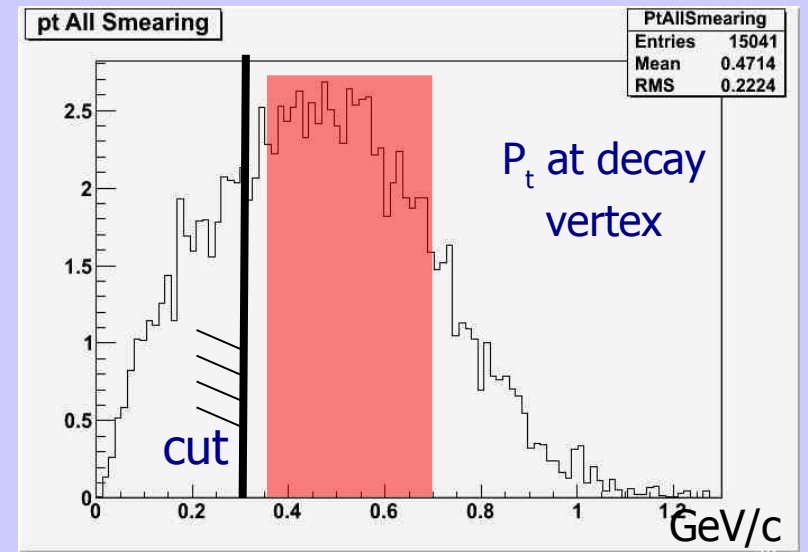 pt All Smearing
PtAllSmearing
Entries 15041
Mean 0.4714
RMS 0.2224
2.5
2
1.5
1
0.5
0
Pt at decay
vertex
cut
0 0.2 0.4 0.6 0.8 1 1.2
GeV/c